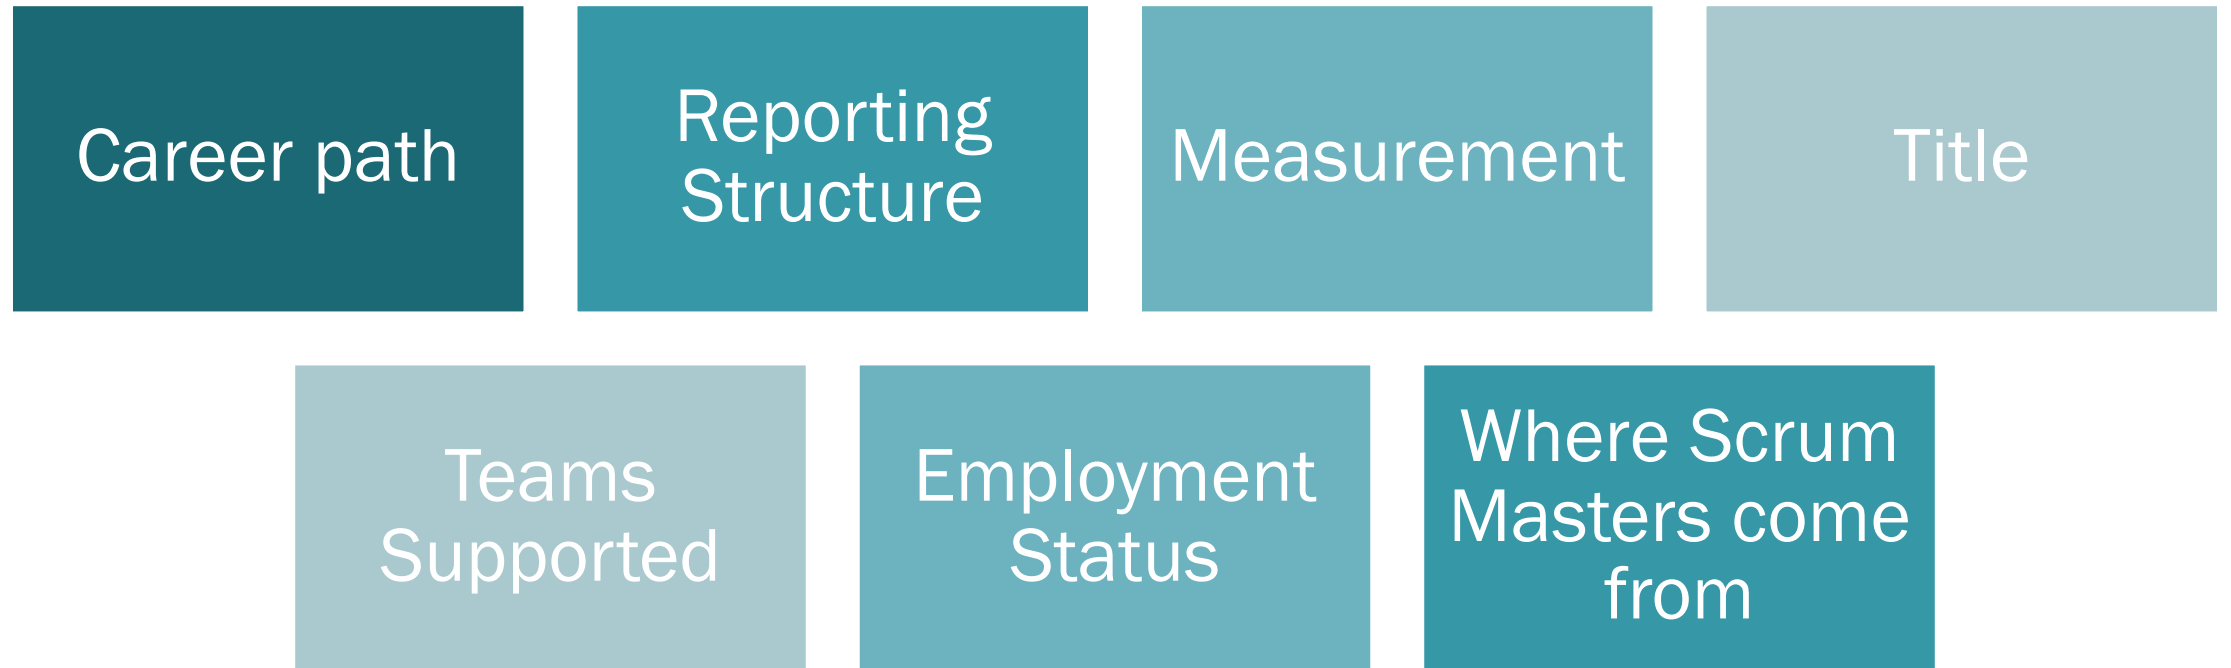 Career path
Reporting
Structure
Measurement
Title
Teams
Supported
Employment
Status
Where Scrum
Masters come
from